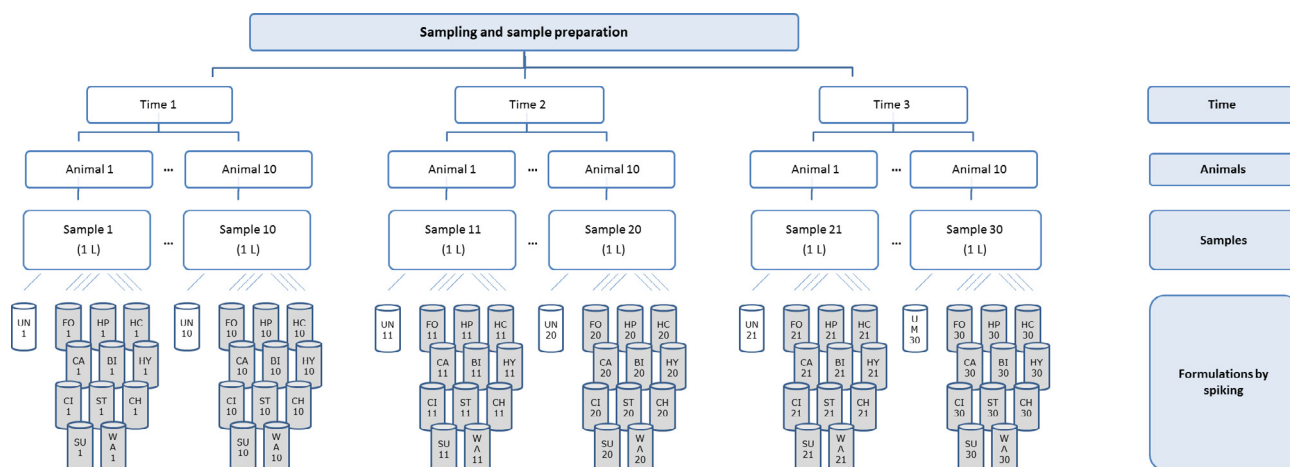 Sampling and sample preparation
Time 1
Time 2
Time 3
Time
Animal 1
...
Animal 10
Animal 1
...
Animal 10
Animal 1
...
Animal 10
Animals
Sample 1
(1 L)
...
Sample 10
(1 L)
Sample 11
(1 L)
...
Sample 20
(1 L)
Sample 21
(1 L)
...
Sample 30
(1 L)
Samples
UN
1
FO
1
HP
1
HC
1
CA
1
BI
1
HY
1
CI
1
ST
1
CH
1
SU
1
W
A 1
UN
10
FO
10
HP
10
HC
10
CA
10
BI
10
HY
10
CI
10
ST
10
CH
10
SU
10
W
A
10
UN
11
FO
11
HP
11
HC
11
CA
11
BI
11
HY
11
CI
11
ST
11
CH
11
SU
11
W
A
11
UN
20
FO
20
HP
20
HC
20
CA
20
BI
20
HY
20
CI
20
ST
20
CH
20
SU
20
W
A
20
UN
21
FO
21
HP
21
HC
21
CA
21
BI
21
HY
21
CI
21
ST
21
CH
21
SU
21
W
A
21
U
M
30
FO
30
HP
30
HC
30
CA
30
BI
30
HY
30
CI
30
ST
30
CH
30
SU
30
W
A
30
Formulations by
spiking